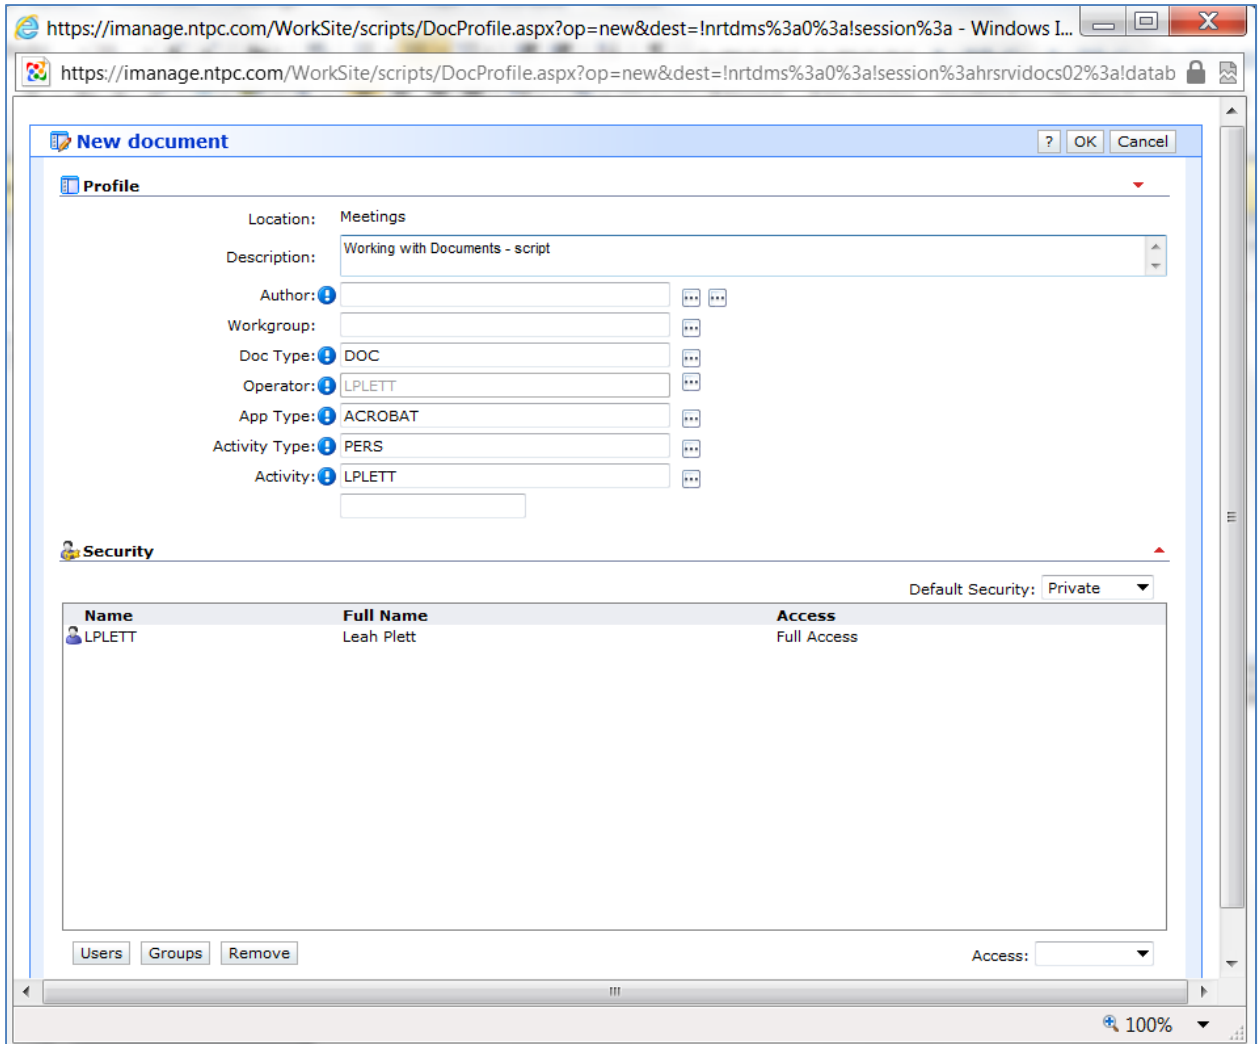 https://imanage.ntpc.com/WorkSite/scripts/DocProfile.aspx?op=new&dest=!nrtdms%3a0%3a!session%3a - Windows I...
https://imanage.ntpc.com/WorkSite/scripts/DocProfile.aspx?op=new&dest=!nrtdms%3a0%3a!session%3ahrsrvidocs02%3a!datab
New document ? OK Cancel
Profile
Location: Meetings
Description: Working with Documents - script
Author:
Workgroup:
Doc Type: DOC
Operator: LPLETT
App Type: ACROBAT
Activity Type: PERS
Activity: LPLETT
Security
Default Security: Private
Name Full Name Access
LPLETT Leah Plett Full Access
Users Groups Remove Access:
100%